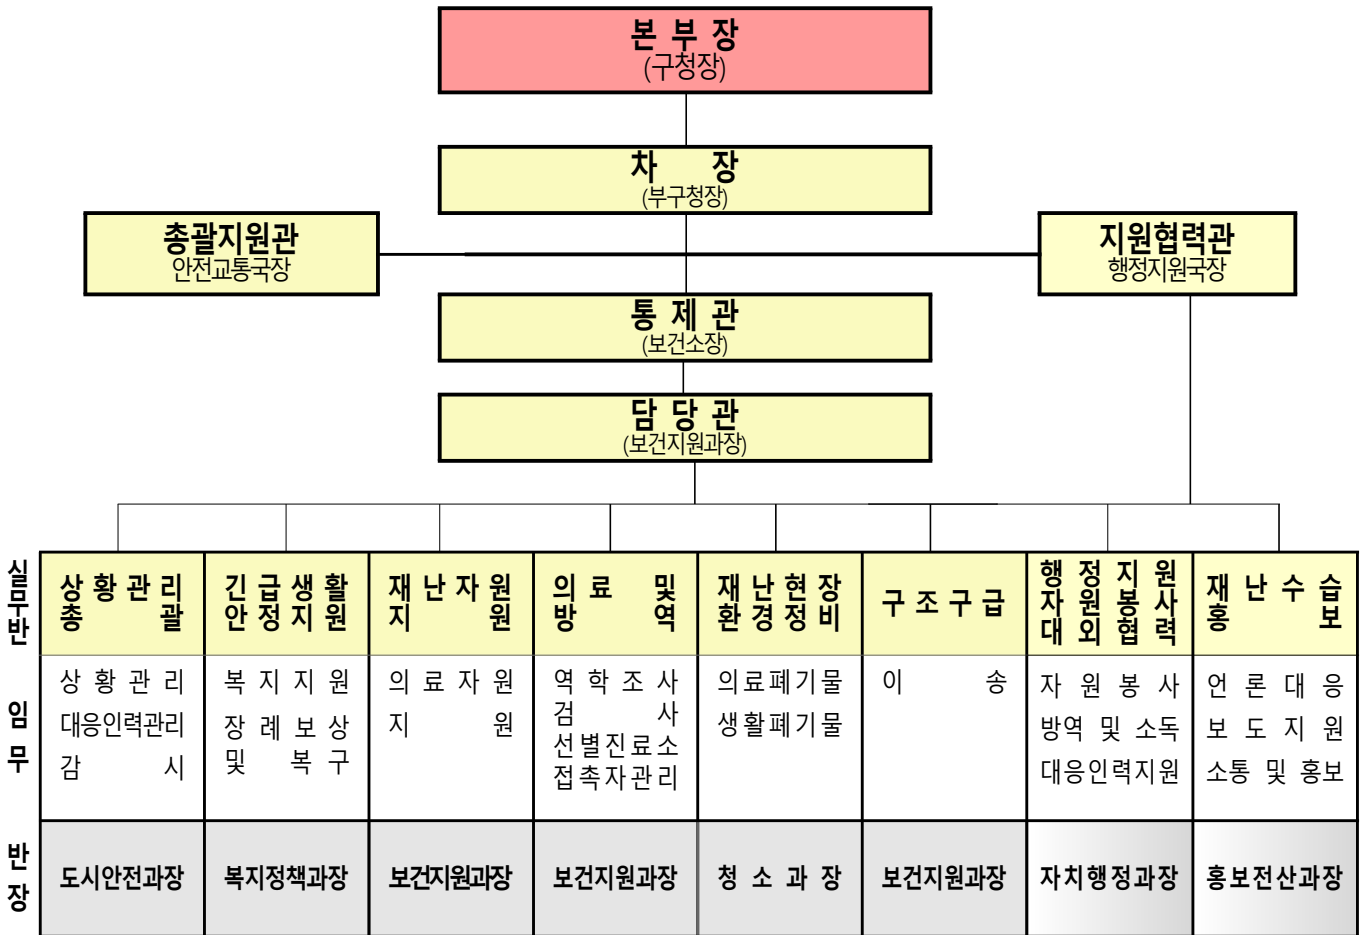 본 부 장
(구청장)
차 장
(부구청장)
총괄지원관
안전교통국장
지원협력관
행정지원국장
통 제 관
(보건소장)
담 당 관
(보건지원과장)
실무반
상 황 관 리
총 괄
긴 급 생 활
안 정 지 원
재 난 자 원
지 원
의 료 및
방 역
재 난 현 장
환 경 정 비
구 조 구 급
행 정 지 원
자 원 봉 사
대 외 협 력
재 난 수 습
홍 보
임무
상 황 관 리
대응인력관리
감 시
복 지 지 원
장 례 보 상
및 복 구
의 료 자 원
지 원
역 학 조 사
검 사
선별진료소
접촉자관리
의료폐기물
생활폐기물
이 송
자 원 봉 사
방역 및 소독
대응인력지원
언 론 대 응
보 도 지 원
소통 및 홍보
반장
도시안전과장
복지정책과장
보건지원과장
보건지원과장
청 소 과 장
보건지원과장
자치행정과장
홍보전산과장